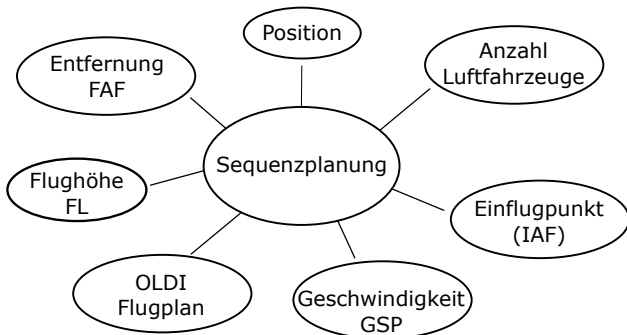 Position
Anzahl
Luftfahrzeuge
Entfernung
FAF
Sequenzplanung
Flughöhe
FL
Einflugpunkt
(IAF)
OLDI
Flugplan
Geschwindigkeit
GSP